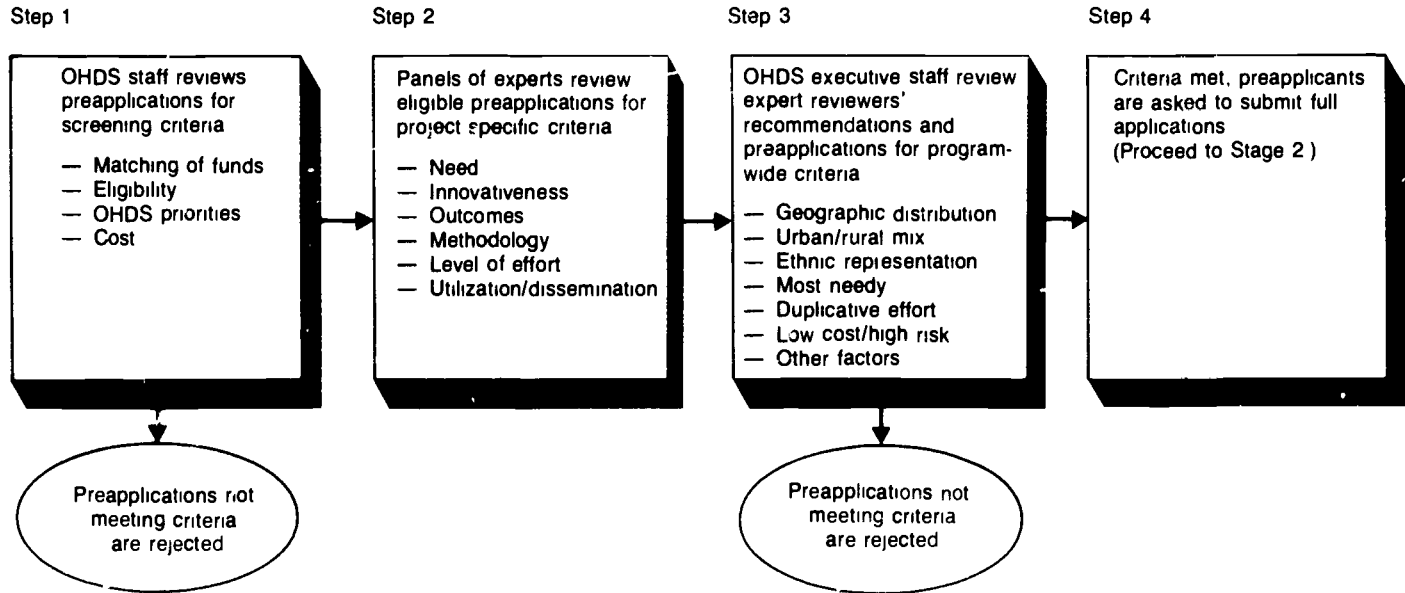 Step 1
OHDS staff reviews
preapplications for
screening criteria
— Matching of funds
— Eligibility
— OHDS priorities
— Cost
Preapplications not
meeting criteria
are rejected
Step 2
Panels of experts review
eligible preapplications for
project specific criteria
— Need
— Innovativeness
— Outcomes
— Methodology
— Level of effort
— Utilization/dissemination
Step 3
OHDS executive staff review
expert reviewers'
recommendations and
preapplications for program-
wide criteria
— Geographic distribution
— Urban/rural mix
— Ethnic representation
— Most needy
— Duplicative effort
— Low cost/high risk
— Other factors
Preapplications not
meeting criteria
are rejected
Step 4
Criteria met, preapplicants
are asked to submit full
applications
(Proceed to Stage 2)